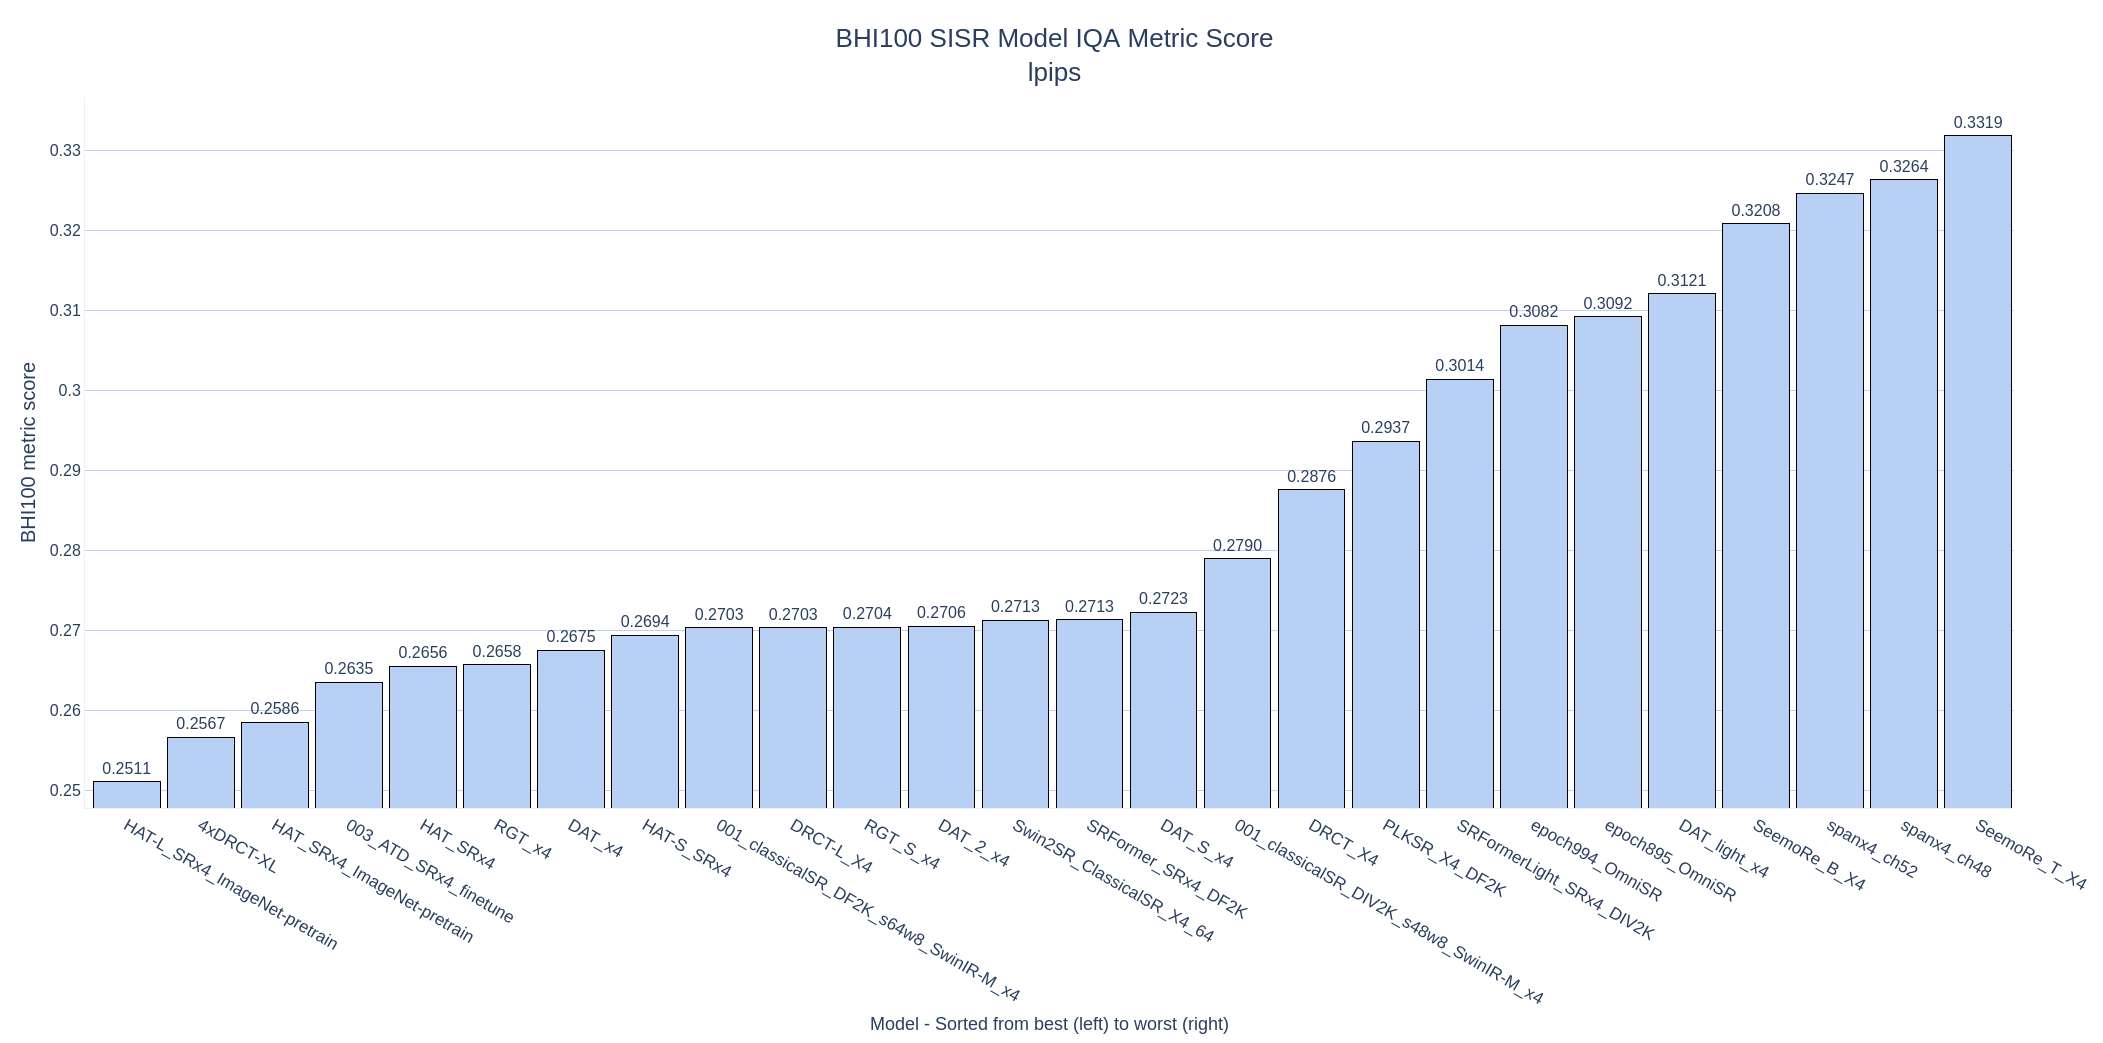 BHI100 SISR Model IQA Metric Score
lpips
BHI100 metric score
0.33
0.32
0.31
0.3
0.29
0.28
0.27
0.26
0.25
0.2511
0.2567
0.2586
0.2635
0.2656
0.2658
0.2675
0.2694
0.2703
0.2703
0.2704
0.2706
0.2713
0.2713
0.2723
0.2790
0.2876
0.2937
0.3014
0.3082
0.3092
0.3121
0.3208
0.3247
0.3264
0.3319
HAT-L_SRx4_ImageNet-pretrain
4xDRCT-XL
HAT_SRx4_ImageNet-pretrain
003_ATD_SRx4_finetune
HAT_SRx4
RGT_x4
DAT_x4
HAT-S_SRx4
001_classicalSR_DF2K_s64w8_SwinIR-M_x4
DRCT-L_X4
RGT_S_x4
DAT_2_x4
Swin2SR_ClassicalSR_X4_64
SRFormer_SRx4_DF2K
DAT_S_x4
001_classicalSR_DIV2K_s48w8_SwinIR-M_x4
DRCT_X4
PLKSR_X4_DF2K
SRFormerLight_SRx4_DIV2K
epoch994_OmniSR
epoch895_OmniSR
DAT_light_x4
SeemoRe_B_X4
spanx4_ch52
spanx4_ch48
SeemoRe_T_X4
Model - Sorted from best (left) to worst (right)